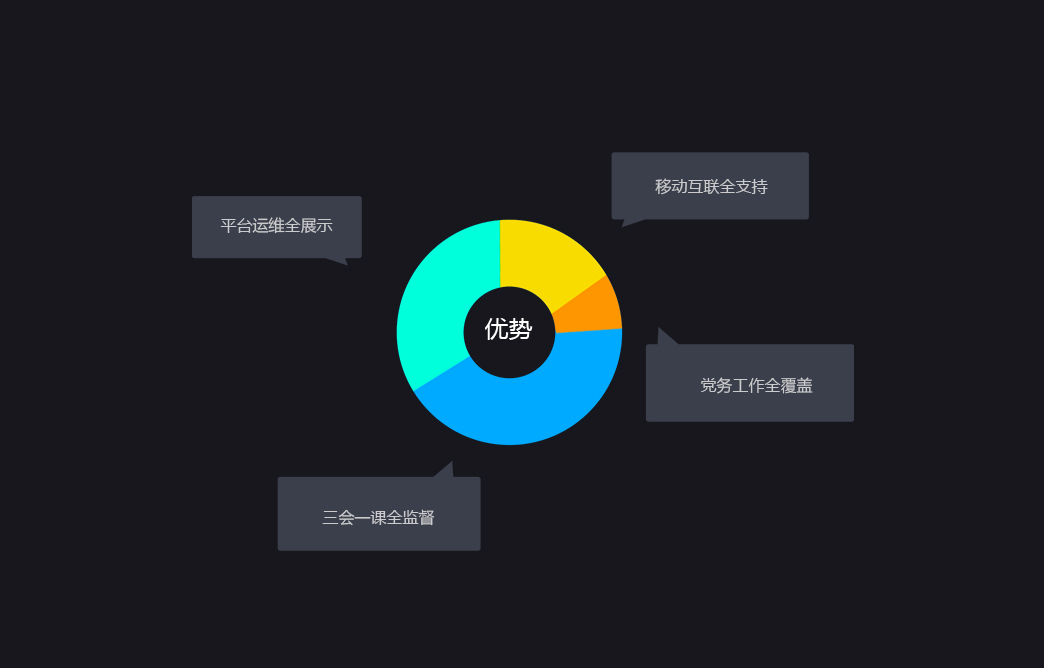 移动互联全支持
平台运维全展示
优势
党务工作全覆盖
三会一课全监督